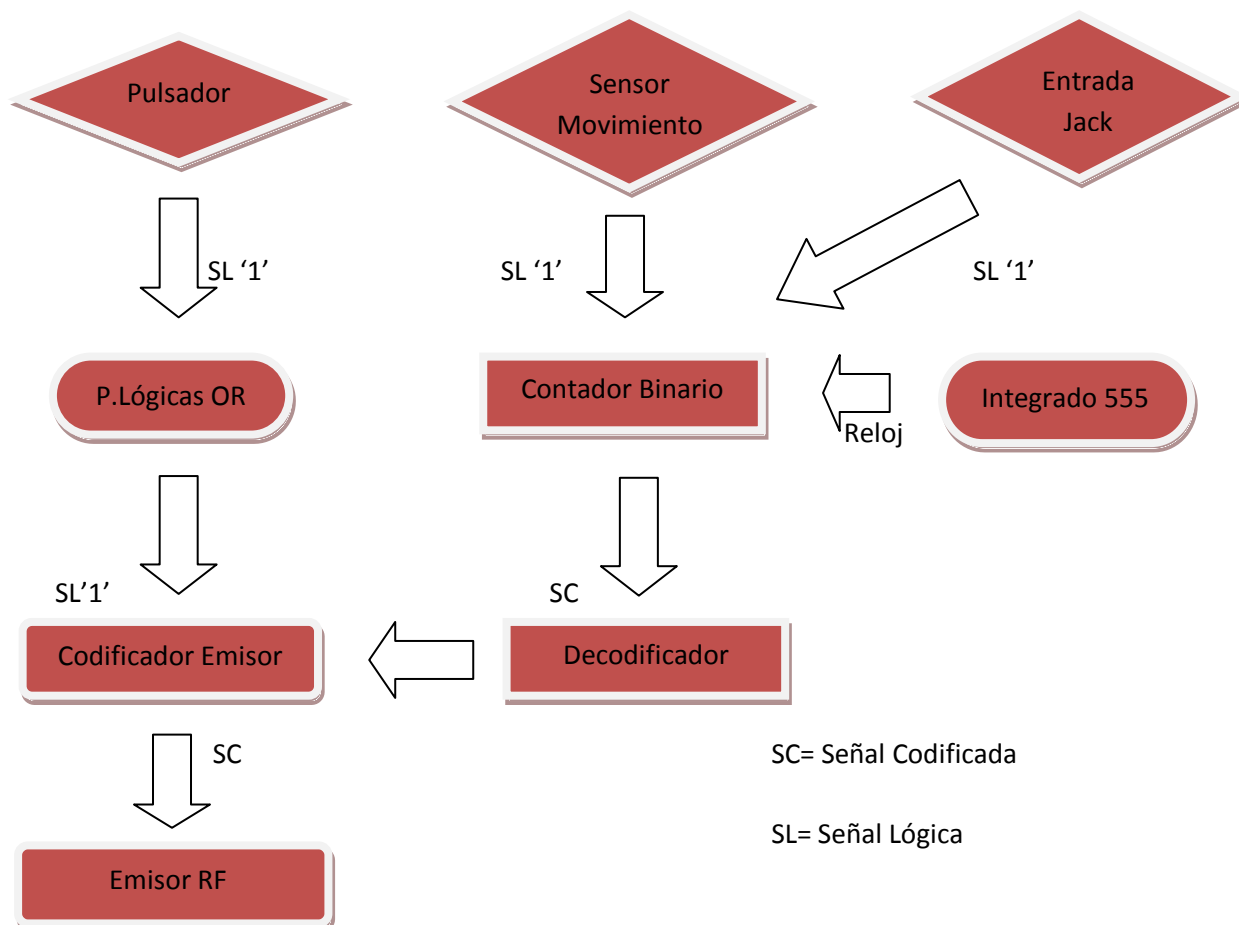 Pulsador
Sensor
Movimiento
Entrada
Jack
SL ‘1’
SL ‘1’
SL ‘1’
P.Lógicas OR
Contador Binario
Integrado 555
Reloj
SL’1’
SC
Codificador Emisor
Decodificador
SC
SC= Señal Codificada
SL= Señal Lógica
Emisor RF